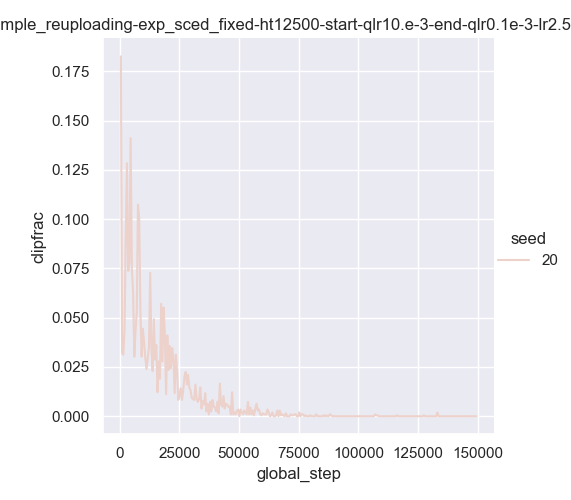 mple_reuploading-exp_sced_fixed-ht12500-start-qlr10.e-3-end-qlr0.1e-3-lr2.5
0.175
0.150
0.125
0.100
0.075
0.050
0.025
0.000
dipfrac
0 25000 50000 75000 100000 125000 150000
global_step
seed
20